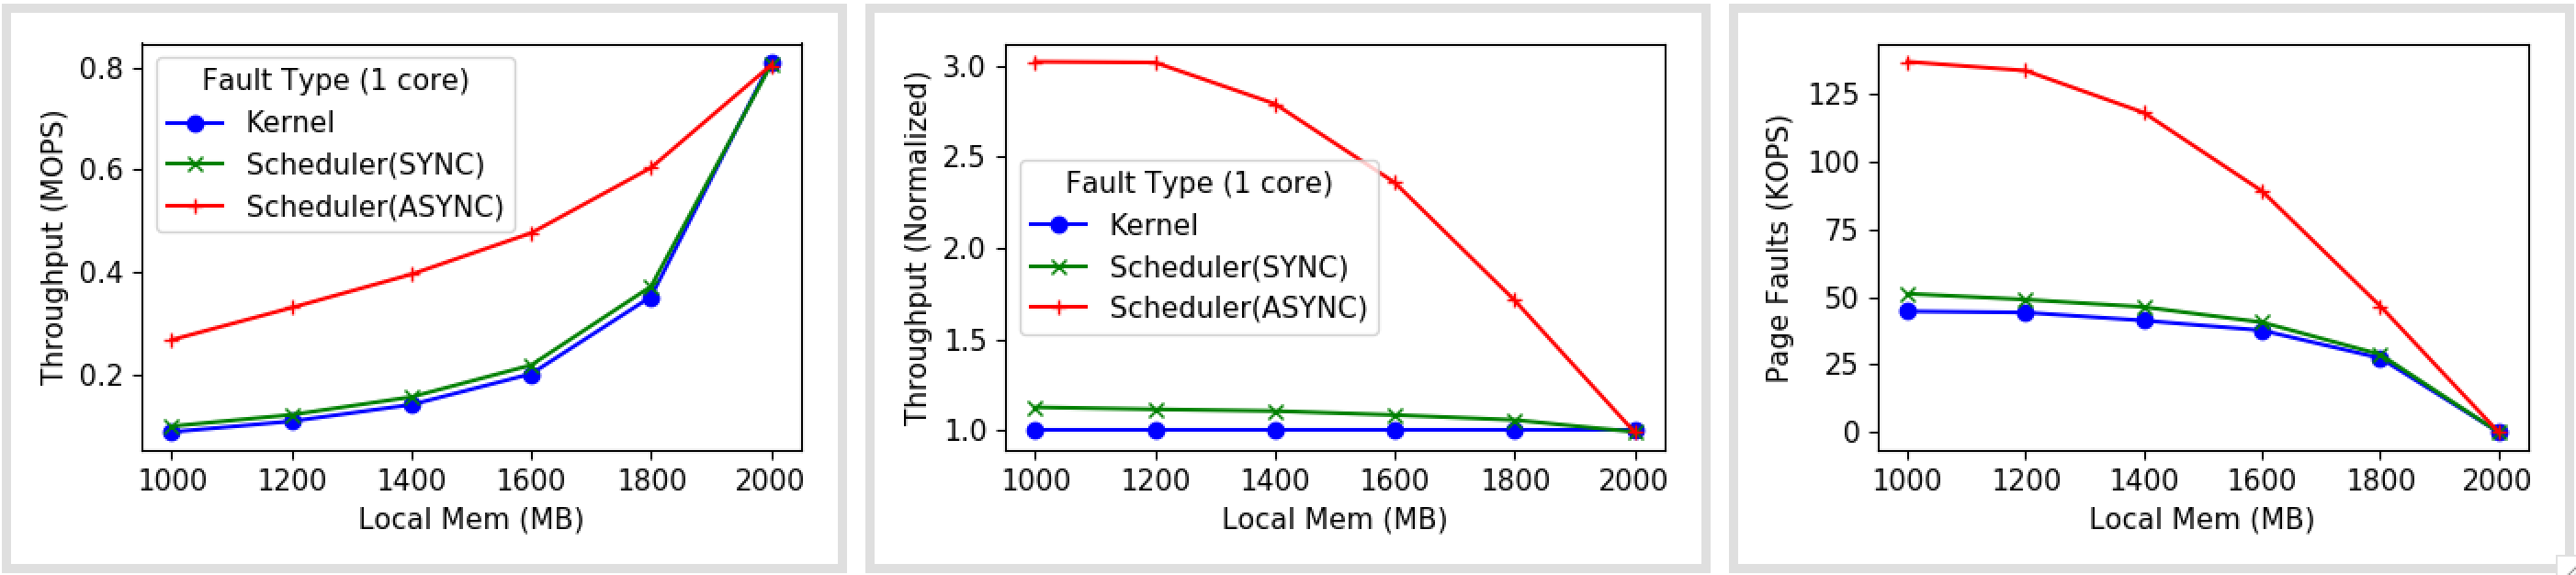 0.8
0.6
0.4
0.2
Throughput (MOPS)
Fault Type (1 core)
Kernel
Scheduler(SYNC)
Scheduler(ASYNC)
1000 1200 1400 1600 1800 2000
Local Mem (MB)
3.0
2.5
2.0
1.5
1.0
Throughput (Normalized)
Fault Type (1 core)
Kernel
Scheduler(SYNC)
Scheduler(ASYNC)
1000 1200 1400 1600 1800 2000
Local Mem (MB)
125
100
75
50
25
0
Page Faults (KOPS)
1000 1200 1400 1600 1800 2000
Local Mem (MB)